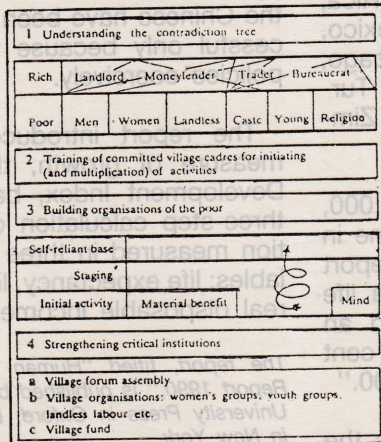 1 Understanding the contradiction tree
Rich Landlord Moneylender Trader Bureaucrat
Poor Men Women Landless Caste Young Religion
2 Training of committed village cadres for initiating
(and multiplication) of activities
3 Building organisations of the poor
Self-reliant base
Staging
Initial activity Material benefit Mind
4 Strengthening critical institutions
a Village forum assembly
b Village organisations: women's groups, youth groups,
landless labour etc.
c Village fund